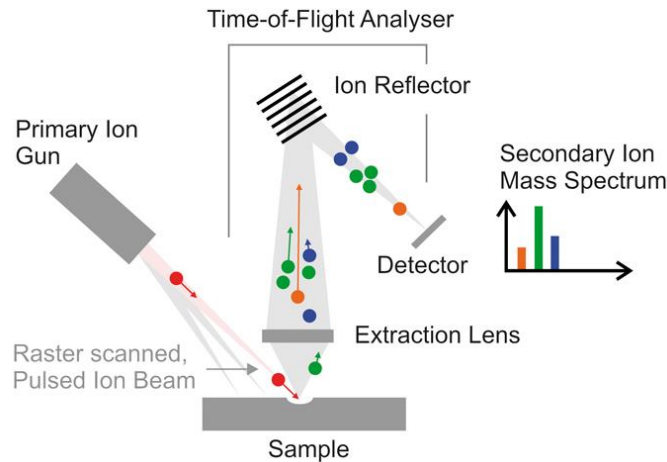 Time-of-Flight Analyser
Ion Reflector
Primary Ion
Gun
Secondary Ion
Mass Spectrum
Detector
Extraction Lens
Raster scanned,
Pulsed Ion Beam
Sample